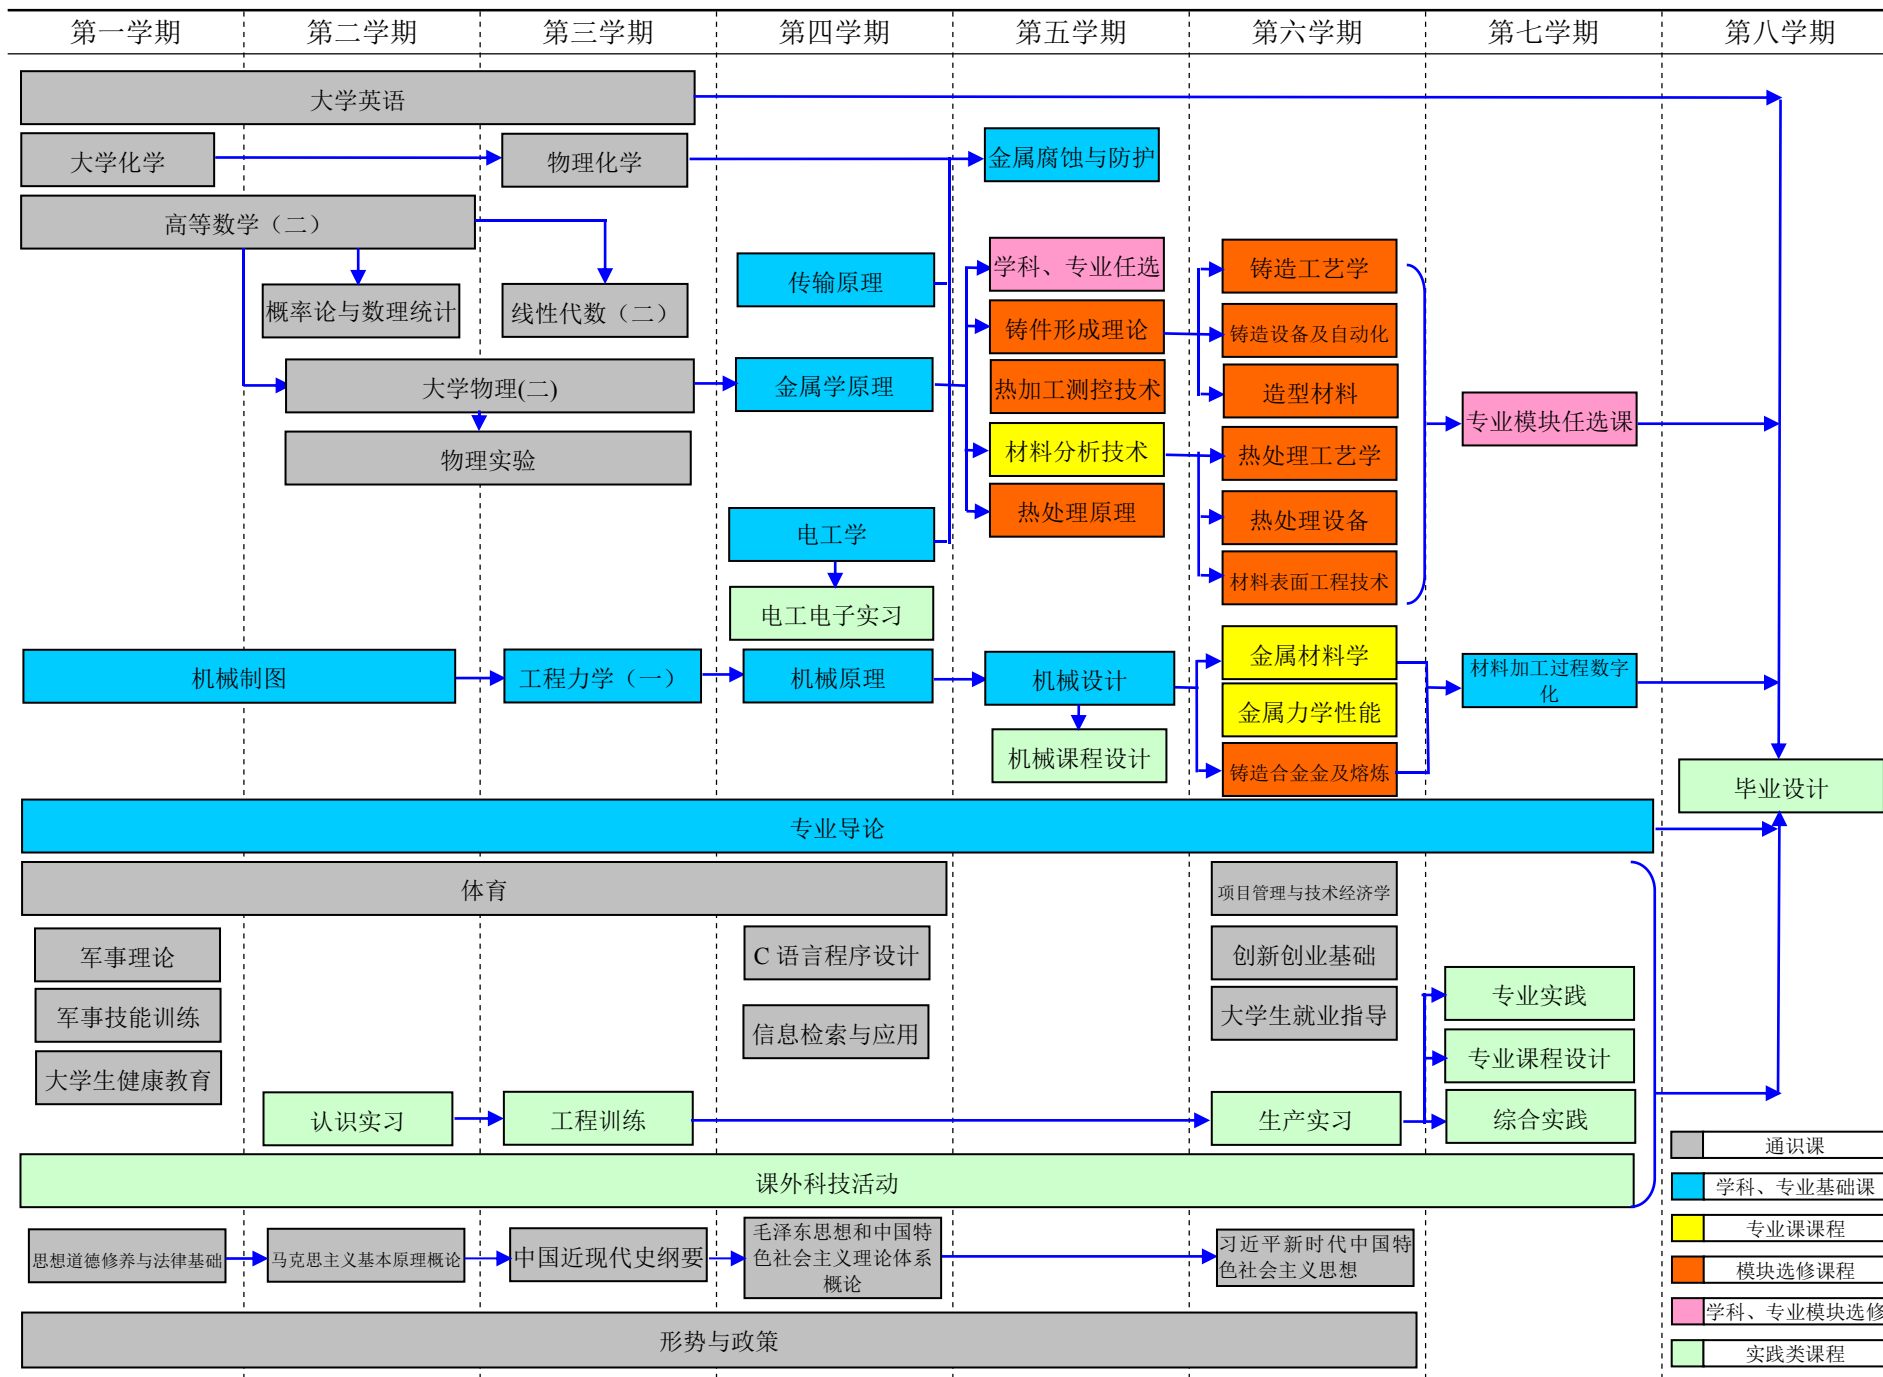 第一学期
第二学期
第三学期
第四学期
第五学期
第六学期
第七学期
第八学期
大学英语
大学化学
物理化学
金属腐蚀与防护
高等数学（二）
概率论与数理统计
线性代数（二）
传输原理
学科、专业任选
铸造工艺学
铸件形成理论
铸造设备及自动化
大学物理(二)
金属学原理
热加工测控技术
造型材料
专业模块任选课
物理实验
材料分析技术
热处理工艺学
热处理原理
热处理设备
电工学
材料表面工程技术
电工电子实习
机械制图
工程力学（一）
机械原理
机械设计
金属材料学
材料加工过程数字
化
金属力学性能
机械课程设计
铸造合金金及熔炼
毕业设计
专业导论
体育
项目管理与技术经济学
军事理论
C 语言程序设计
创新创业基础
专业实践
军事技能训练
信息检索与应用
大学生就业指导
专业课程设计
大学生健康教育
认识实习
工程训练
生产实习
综合实践
课外科技活动
思想道德修养与法律基础
马克思主义基本原理概论
中国近现代史纲要
毛泽东思想和中国特
色社会主义理论体系
概论
习近平新时代中国特
色社会主义思想
形势与政策
通识课
学科、专业基础课
专业课课程
模块选修课程
学科、专业模块选修
实践类课程